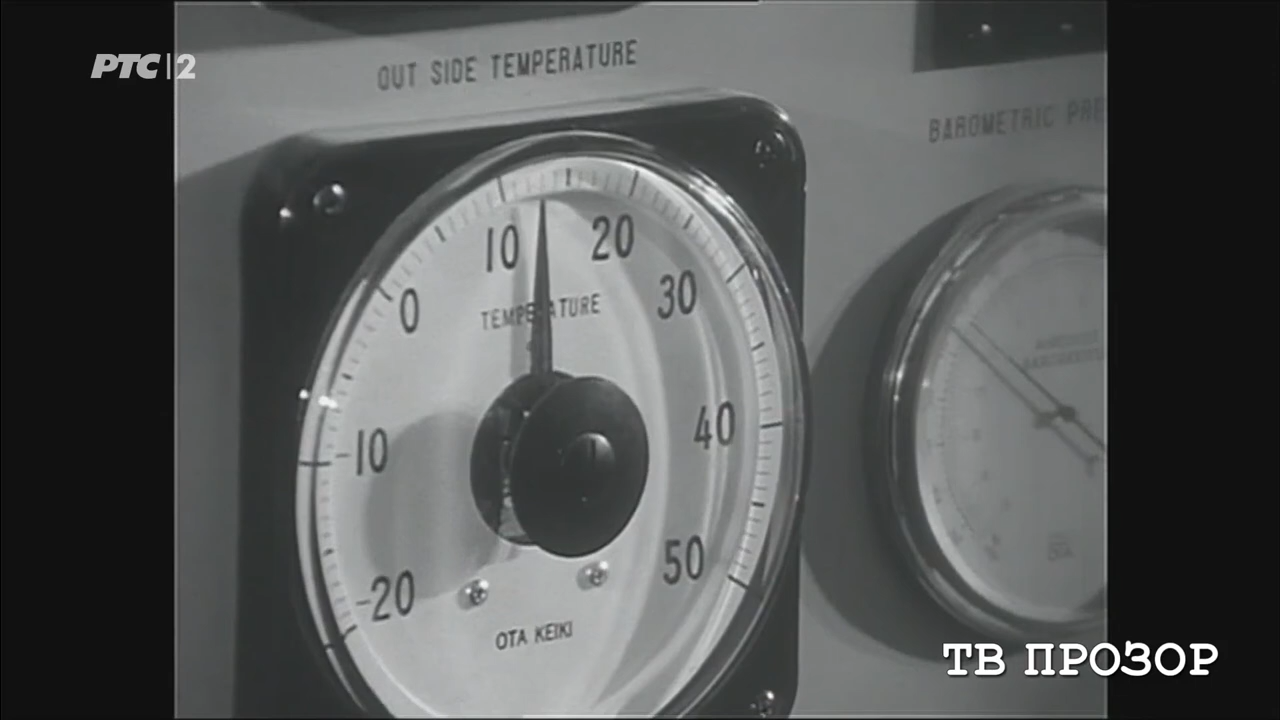 РТС|2
OUT SIDE TEMPERATURE
BAROMETRIC
10
20
0
30
TEMPERATURE
-10
40
-20
50
OTA KEIKI
ТВ ПРОЗОР